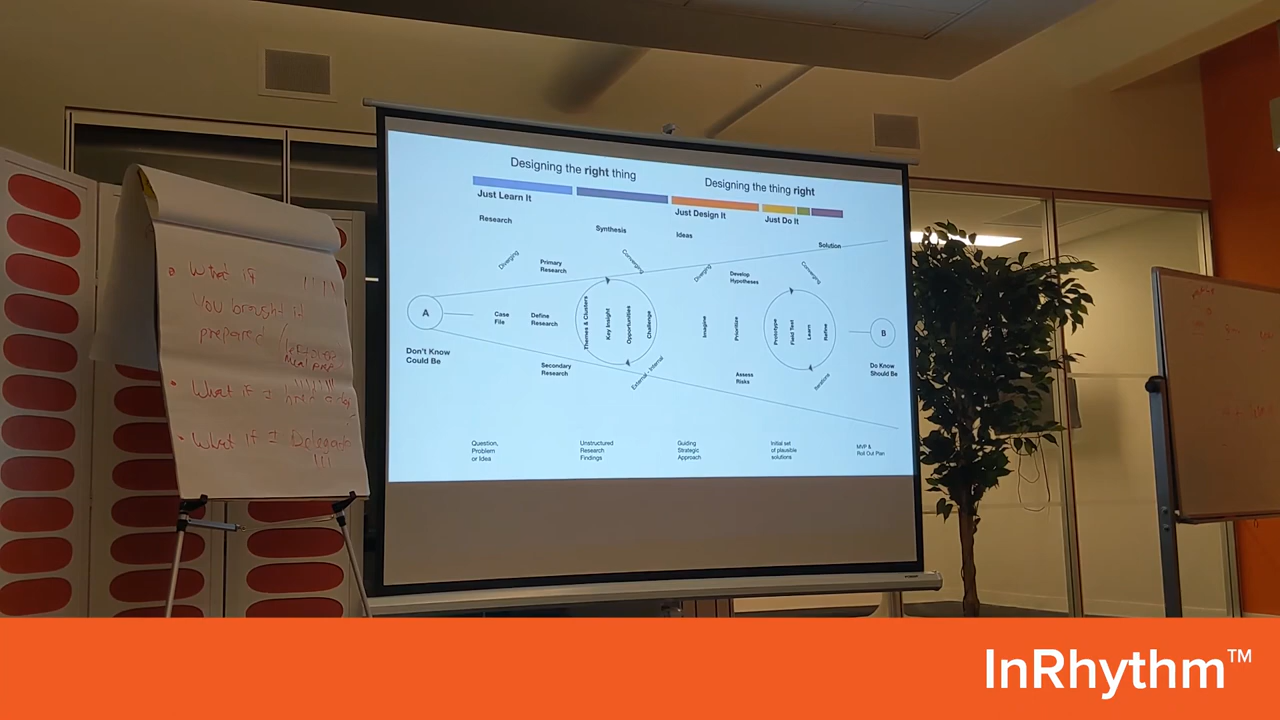 Designing the right thing
Designing the thing right
Just Learn It
Just Design It
Just Do It
Research
Synthesis
Ideas
Solution
Diverging
Primary
Research
Converging
Diverging
Develop
Hypotheses
Converging
A
Case
File
Define
Research
Themes & Clusters
Key Insight
Opportunities
Challenge
Imagine
Prioritize
Prototype
Field Test
Learn
Refine
B
Don't Know
Could Be
Secondary
Research
External - Internal
Assess
Risks
Iterations
Do Know
Should Be
Question,
Problem
or Idea
Unstructured
Research
Findings
Guiding
Strategic
Approach
Initial set
of plausible
solutions
MVP &
Roll Out Plan
• What if
you brought it
prepared
meal prep
• What if I
• What if I Delegate
InRhythm™